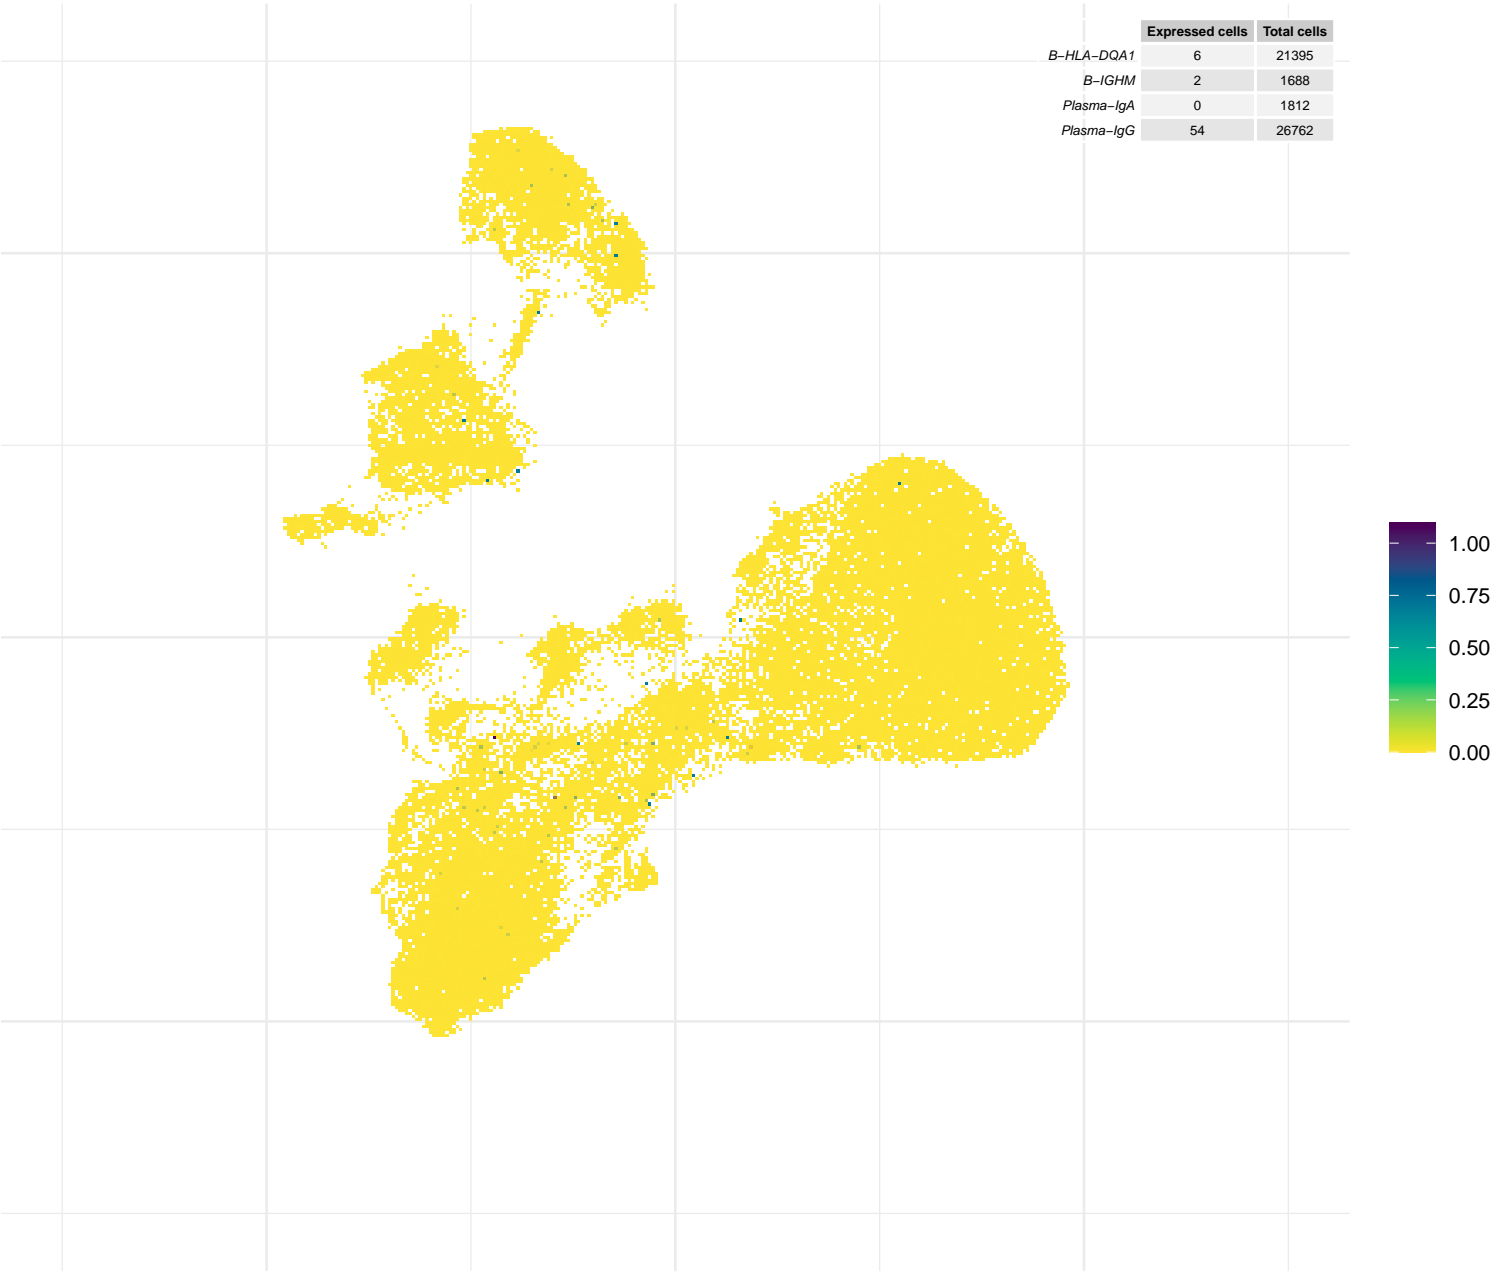 Expressed cells Total cells
B−HLA−DQA1 6 21395
B−IGHM 2 1688
Plasma−IgA 0 1812
Plasma−IgG 54 26762
1.00
0.75
0.50
0.25
0.00